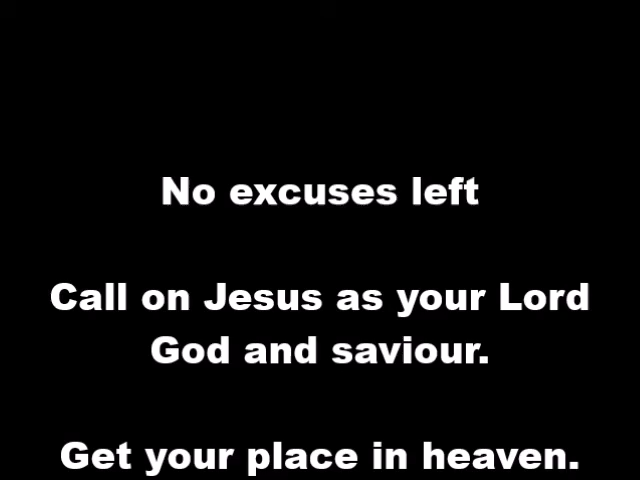 No excuses left
Call on Jesus as your Lord
God and saviour.
Get your place in heaven.